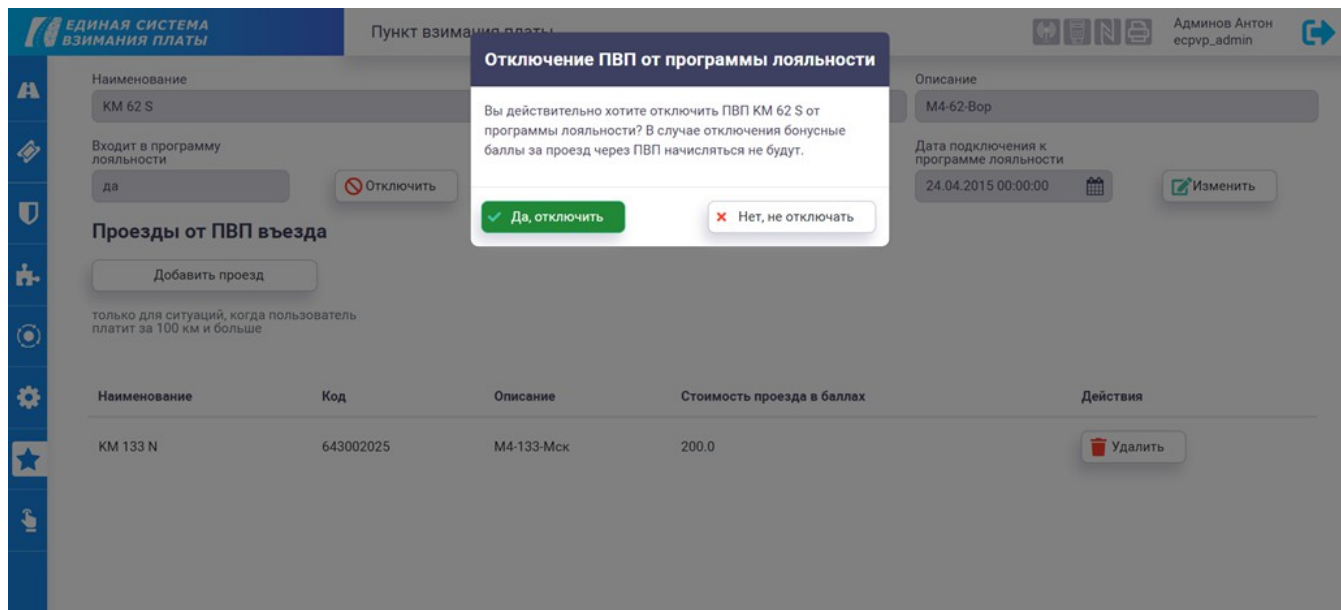 ЕДИНАЯ СИСТЕМА
ВЗИМАНИЯ ПЛАТЫ
Пункт взимания платы
Админов Антон
ecpvp_admin
Отключение ПВП от программы лояльности
Вы действительно хотите отключить ПВП КМ 62 S от
программы лояльности? В случае отключения бонусные
баллы за проезд через ПВП начисляться не будут.
Да, отключить
Нет, не отключать
Наименование
КМ 62 S
Описание
М4-62-Вор
Входит в программу
лояльности
да
Отключить
Дата подключения к
программе лояльности
24.04.2015 00:00:00
Изменить
Проезды от ПВП въезда
Добавить проезд
только для ситуаций, когда пользователь
платит за 100 км и больше
Наименование Код Описание Стоимость проезда в баллах Действия
КМ 133 N 643002025 М4-133-Мск 200.0 Удалить